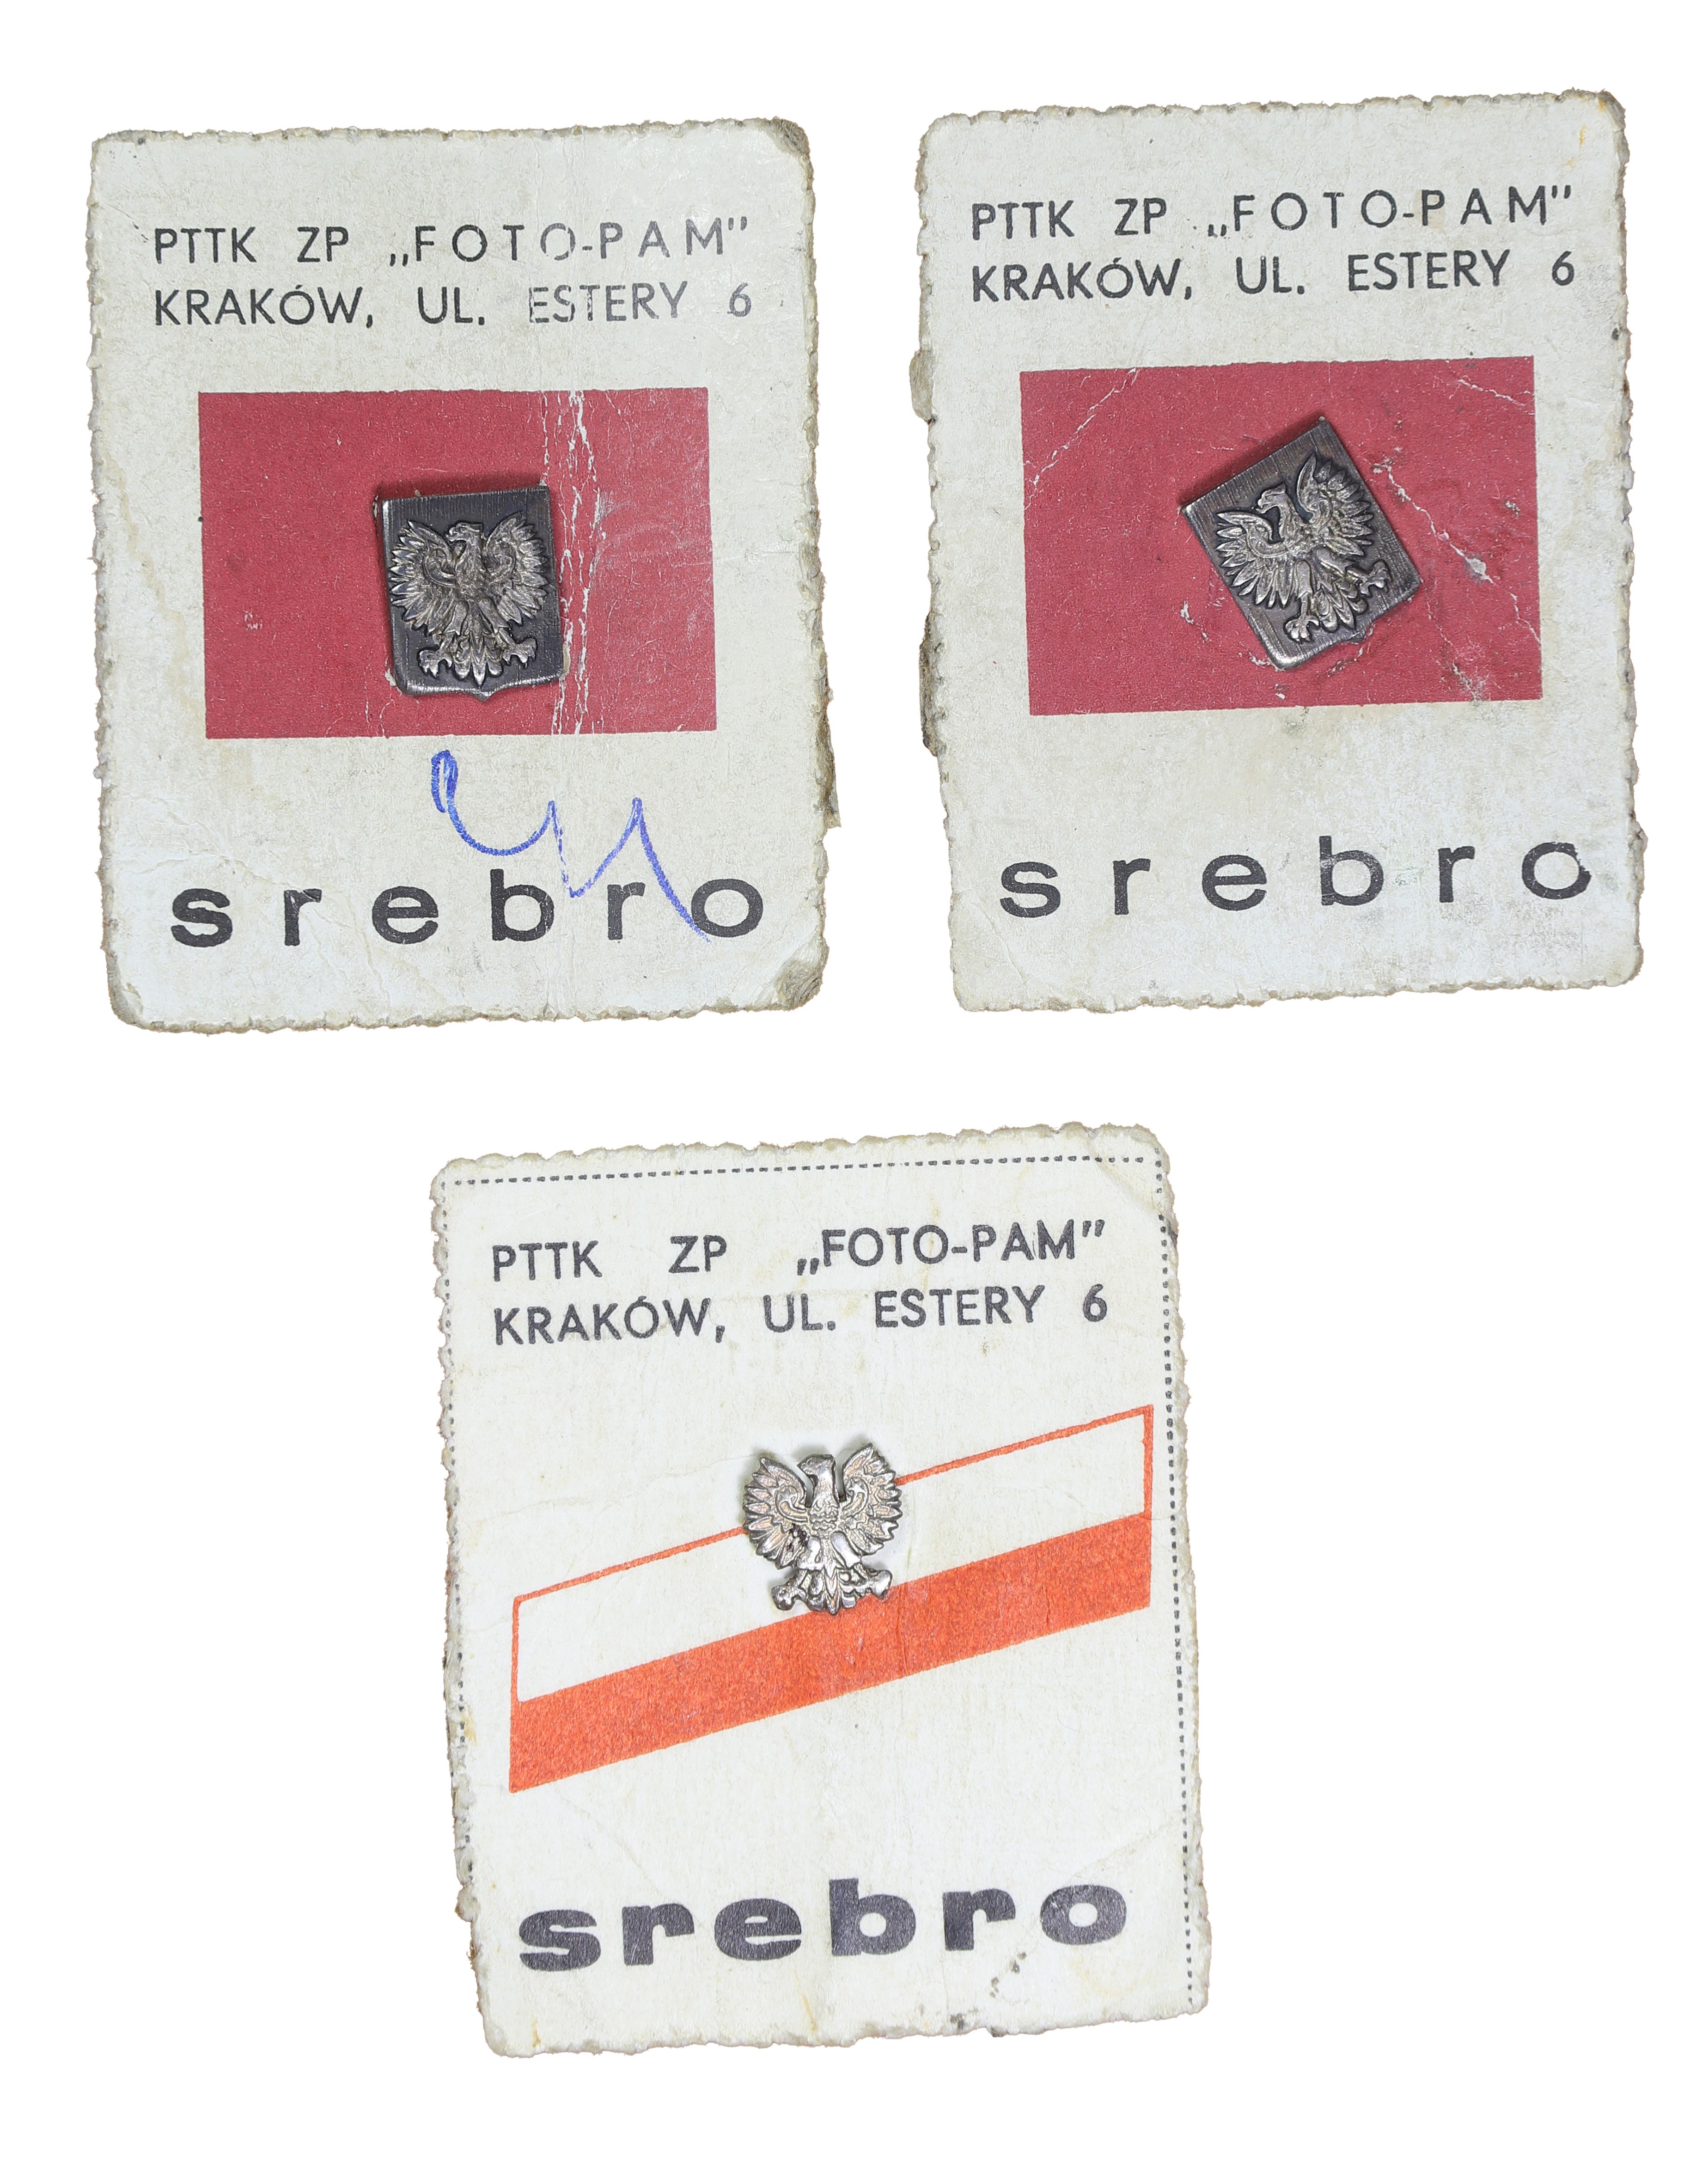 PTTK ZP „FOTO-PAM”
KRAKÓW, UL. ESTERY 6
srebro
PTTK ZP „FOTO-PAM”
KRAKÓW, UL. ESTERY 6
srebro
PTTK ZP „FOTO-PAM”
KRAKÓW, UL. ESTERY 6
srebro